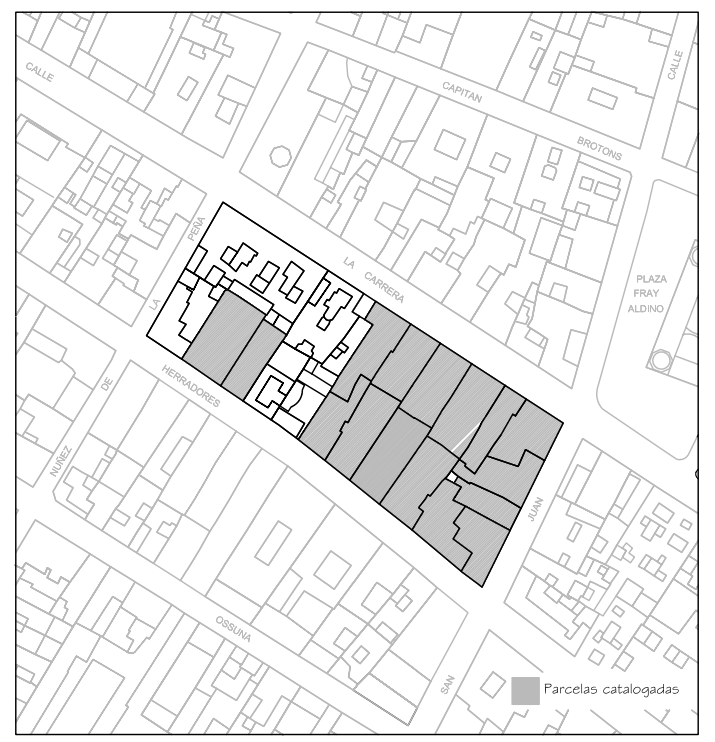 CALLE
CAPITAN
BROTONS
CALLE
PEÑA
LA
LA CARRERA
PLAZA
FRAY
ALDINO
HERRADORES
DE
NUÑEZ
JUAN
OSSUNA
SAN
Parcelas catalogadas